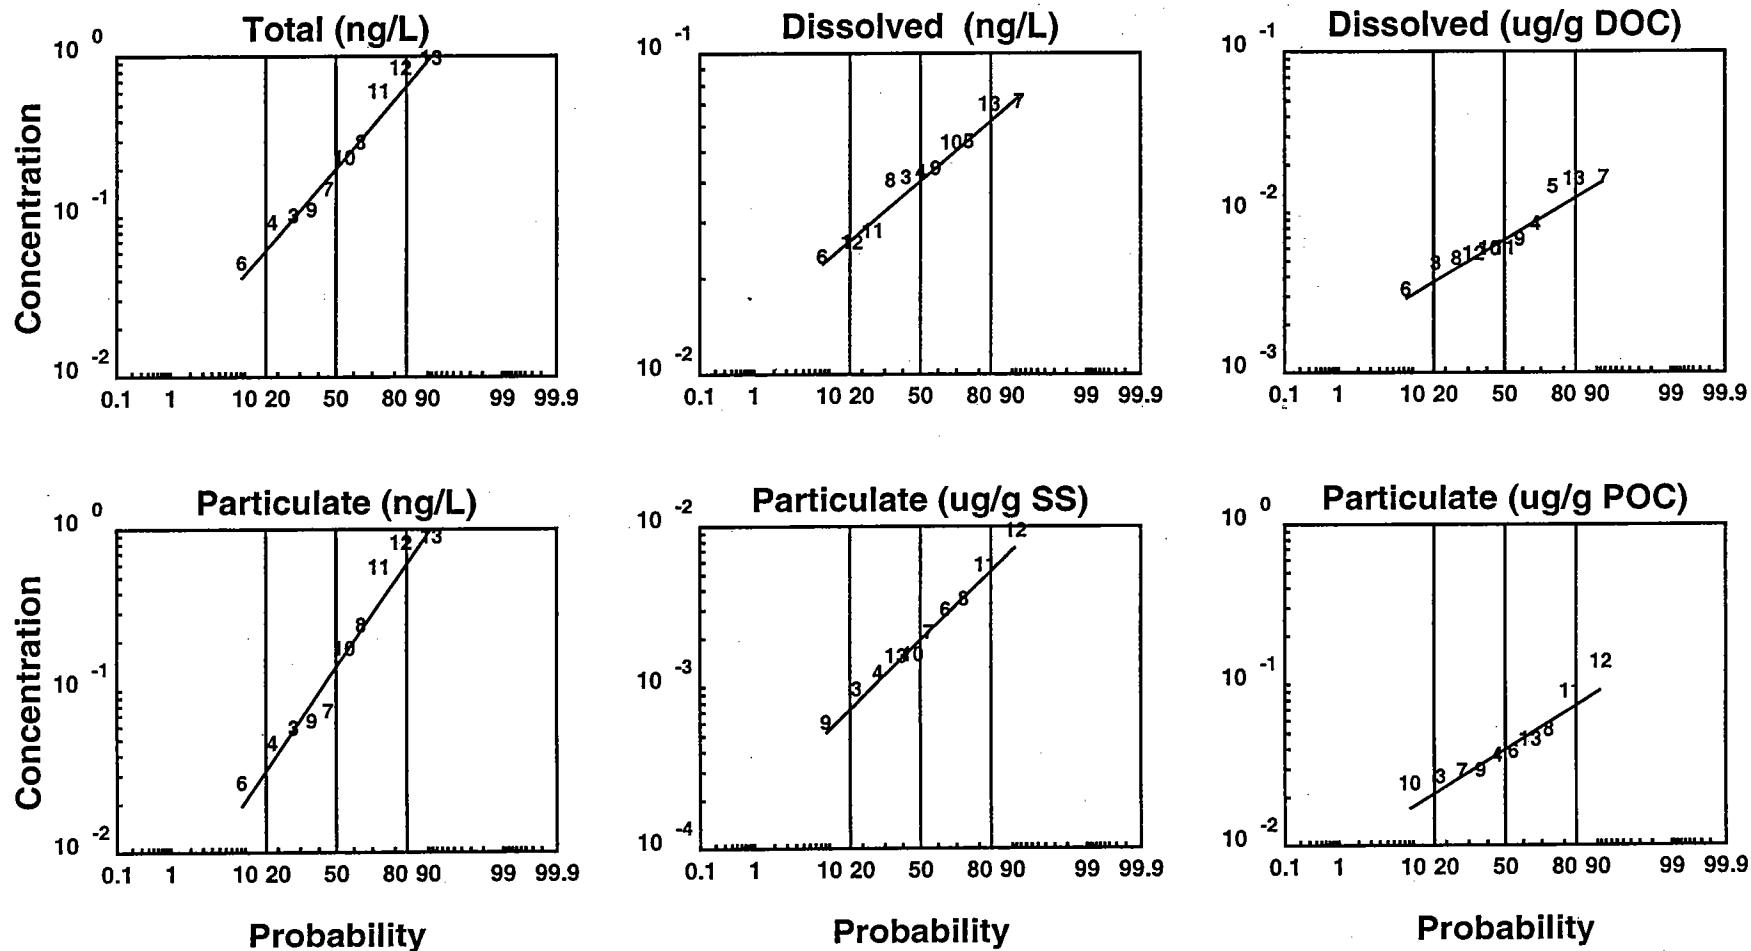 Total (ng/L)
Dissolved (ng/L)
Dissolved (ug/g DOC)
Concentration
10 0
10 -1
10 -2
6 4 3 9 7 10 8 11 12 13
0.1 1 10 20 50 80 90 99 99.9
10 -1
10 -2
6 12 11 8 3 4 9 10 5 13 7
0.1 1 10 20 50 80 90 99 99.9
10 -1
10 -2
10 -3
6 3 8 12 10 11 9 4 5 13 7
0.1 1 10 20 50 80 90 99 99.9
Particulate (ng/L)
Particulate (ug/g SS)
Particulate (ug/g POC)
Concentration
10 0
10 -1
10 -2
6 4 3 9 7 10 8 11 12 13
0.1 1 10 20 50 80 90 99 99.9
10 -2
10 -3
10 -4
9 3 4 13 10 7 6 8 11 12
0.1 1 10 20 50 80 90 99 99.9
10 0
10 -1
10 -2
10 3 7 9 4 6 13 8 11 12
0.1 1 10 20 50 80 90 99 99.9
Probability
Probability
Probability